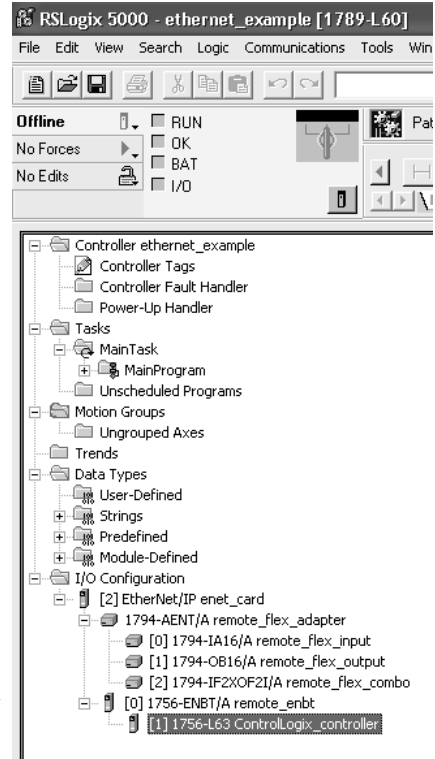 RSLogix 5000 - ethernet_example [1789-L60]
File Edit View Search Logic Communications Tools Win
Offline
RUN
Pat
No Forces
OK
BAT
No Edits
I/O
Controller ethernet_example
Controller Tags
Controller Fault Handler
Power-Up Handler
Tasks
MainTask
MainProgram
Unscheduled Programs
Motion Groups
Ungrouped Axes
Trends
Data Types
User-Defined
Strings
Predefined
Module-Defined
I/O Configuration
[2] EtherNet/IP enet_card
1794-AENT/A remote_flex_adapter
[0] 1794-IA16/A remote_flex_input
[1] 1794-OB16/A remote_flex_output
[2] 1794-IF2XOF2I/A remote_flex_combo
[0] 1756-ENBT/A remote_enbt
[1] 1756-L63 ControlLogix_controller